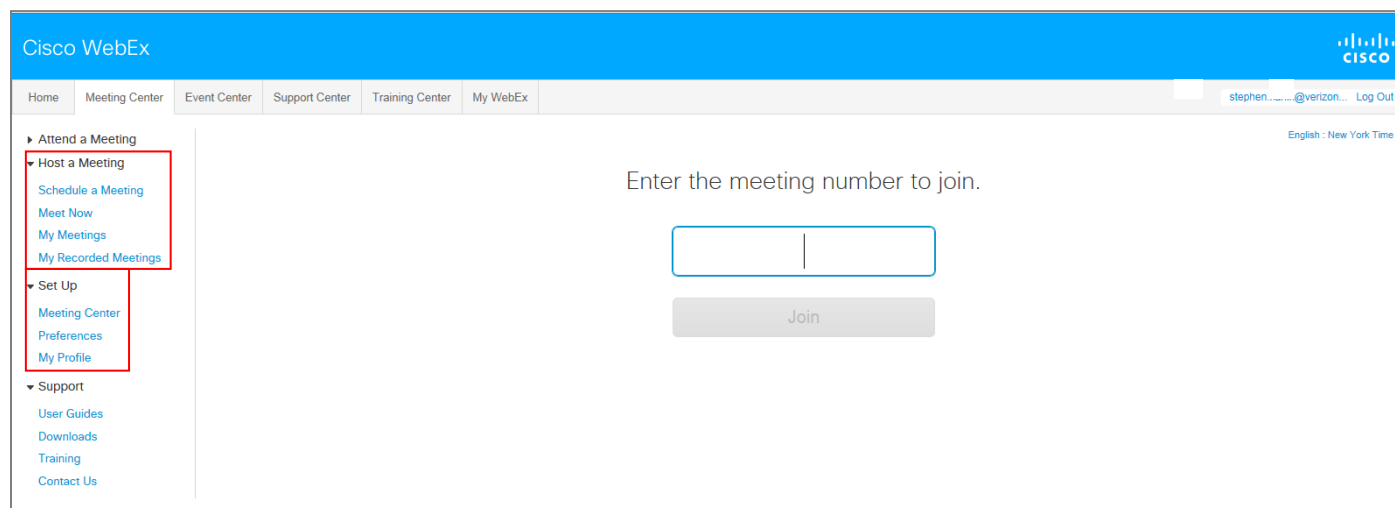 Cisco WebEx
CISCO
Home Meeting Center Event Center Support Center Training Center My WebEx
stephen @verizon... Log Out
English : New York Time
Attend a Meeting
Host a Meeting
Schedule a Meeting
Meet Now
My Meetings
My Recorded Meetings
Set Up
Meeting Center
Preferences
My Profile
Support
User Guides
Downloads
Training
Contact Us
Enter the meeting number to join.
Join